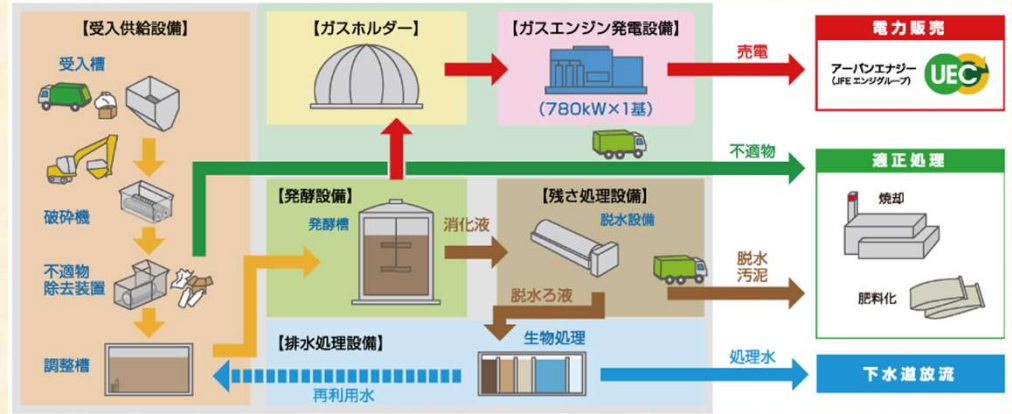 【受入供給設備】
受入槽
破砕機
不適物
除去装置
調整槽
【ガスホルダー】
【ガスエンジン発電設備】
(780kW×1基)
売電
電力販売
アーバンエナジー
(JFEエンジグループ)
UEC
不適物
適正処理
焼却
肥料化
【発酵設備】
発酵槽
消化液
【残さ処理設備】
脱水設備
脱水
汚泥
脱水ろ液
【排水処理設備】
生物処理
再利用水
処理水
下水道放流